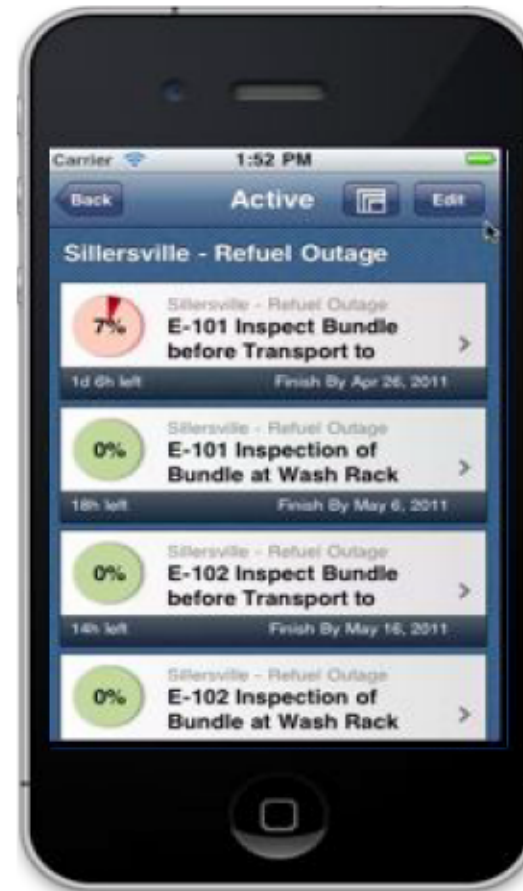 Carrier 1:52 PM
Back Active Edit
Sillersville - Refuel Outage
Sillersville - Refuel Outage
7% E-101 Inspect Bundle
before Transport to
1d 6h left Finish By Apr 26, 2011
Sillersville - Refuel Outage
0% E-101 Inspection of
Bundle at Wash Rack
18h left Finish By May 6, 2011
Sillersville - Refuel Outage
0% E-102 Inspect Bundle
before Transport to
14h left Finish By May 16, 2011
Sillersville - Refuel Outage
0% E-102 Inspection of
Bundle at Wash Rack